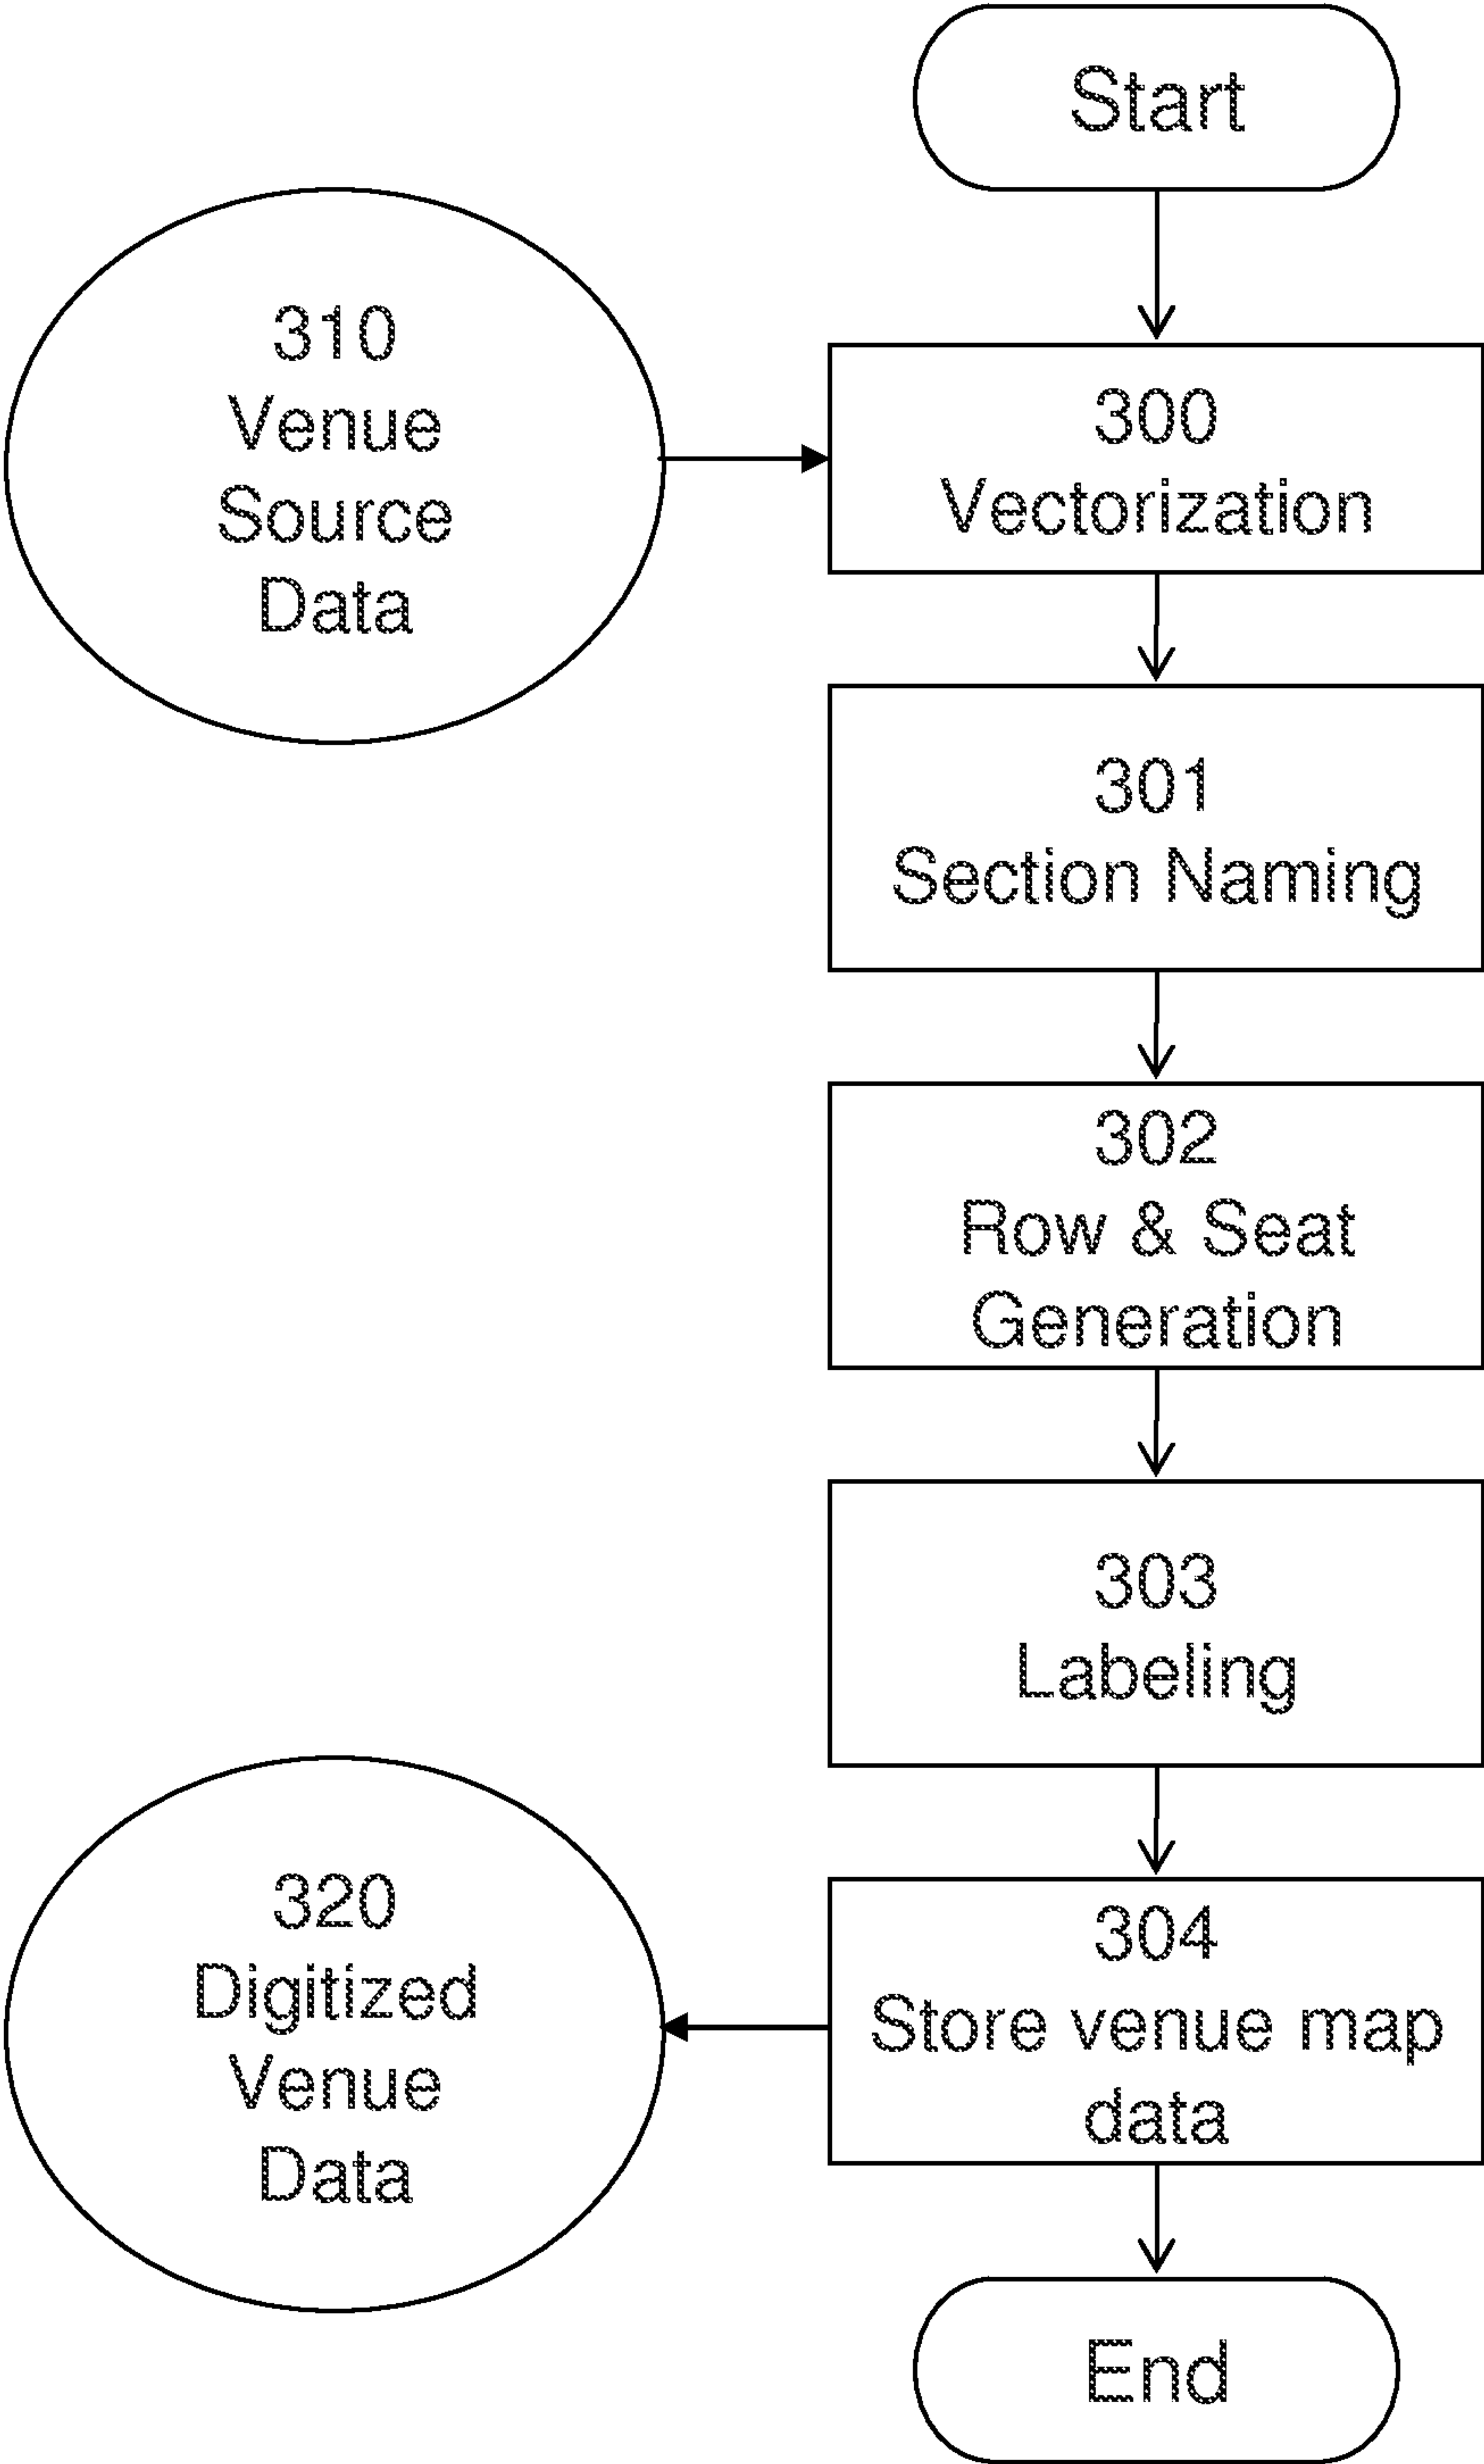 Start
310
Venue
Source
Data
300
Vectorization
301
Section Naming
302
Row & Seat
Generation
303
Labeling
320
Digitized
Venue
Data
304
Store venue map
data
End